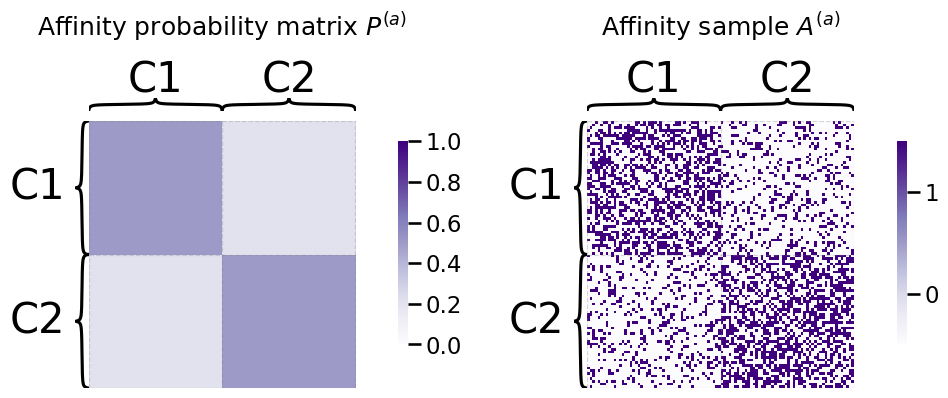 Affinity probability matrix P^(a)
C1 C2
C1
C2
1.0
0.8
0.6
0.4
0.2
0.0
Affinity sample A^(a)
C1 C2
C1
C2
1
0